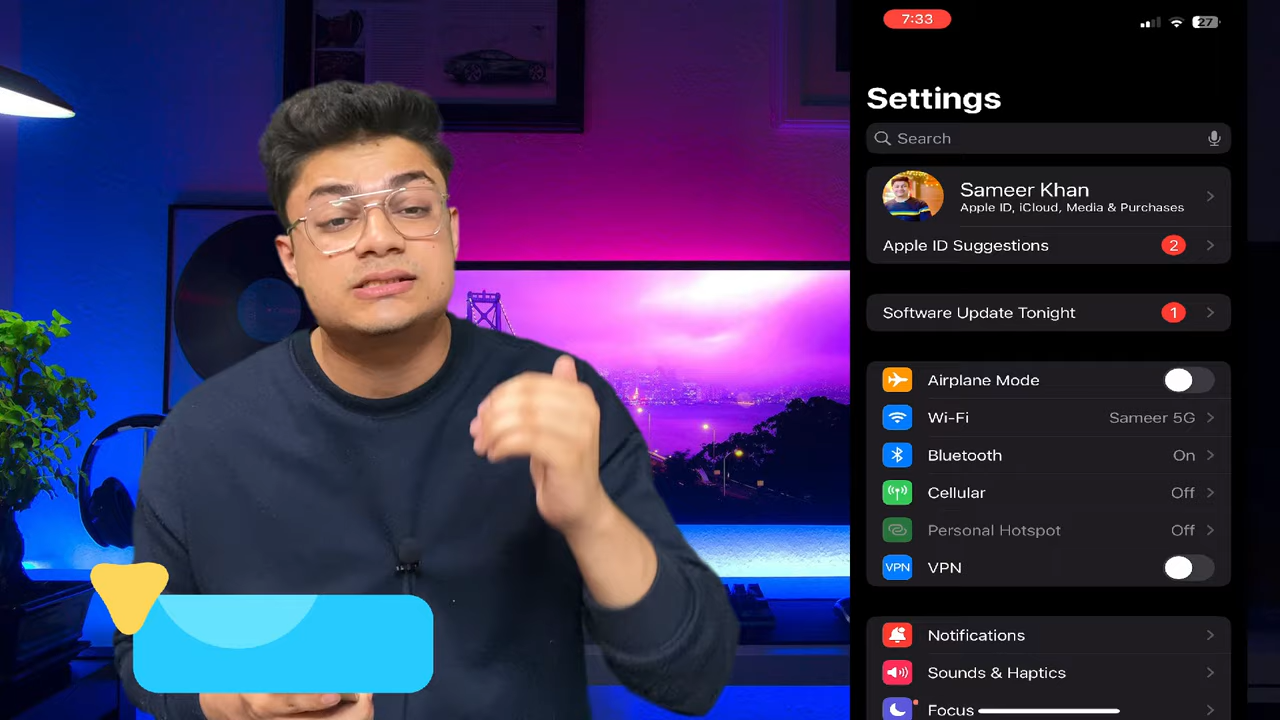 7:33
27
Settings
Search
Sameer Khan
Apple ID, iCloud, Media & Purchases
Apple ID Suggestions 2
Software Update Tonight 1
Airplane Mode
Wi-Fi Sameer 5G
Bluetooth On
Cellular Off
Personal Hotspot Off
VPN VPN
Notifications
Sounds & Haptics
Focus